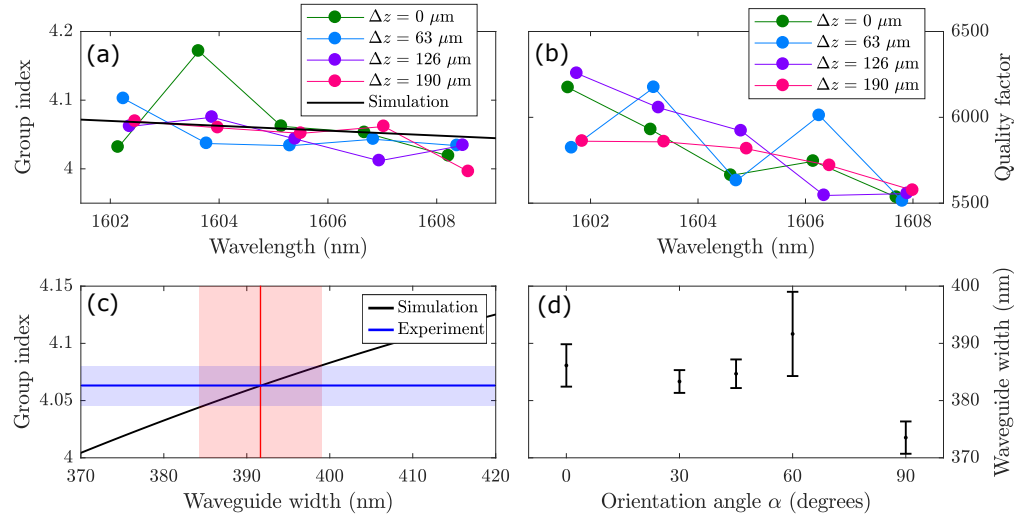 (a)
Δz = 0 μm
Δz = 63 μm
Δz = 126 μm
Δz = 190 μm
Simulation
4.2
4.1
4
Group index
1602 1604 1606 1608
Wavelength (nm)
(b)
Δz = 0 μm
Δz = 63 μm
Δz = 126 μm
Δz = 190 μm
6500
6000
5500
Quality factor
1602 1604 1606 1608
Wavelength (nm)
(c)
Simulation
Experiment
4.15
4.1
4.05
4
Group index
370 380 390 400 410 420
Waveguide width (nm)
(d)
400
390
380
370
Waveguide width (nm)
0 30 60 90
Orientation angle α (degrees)